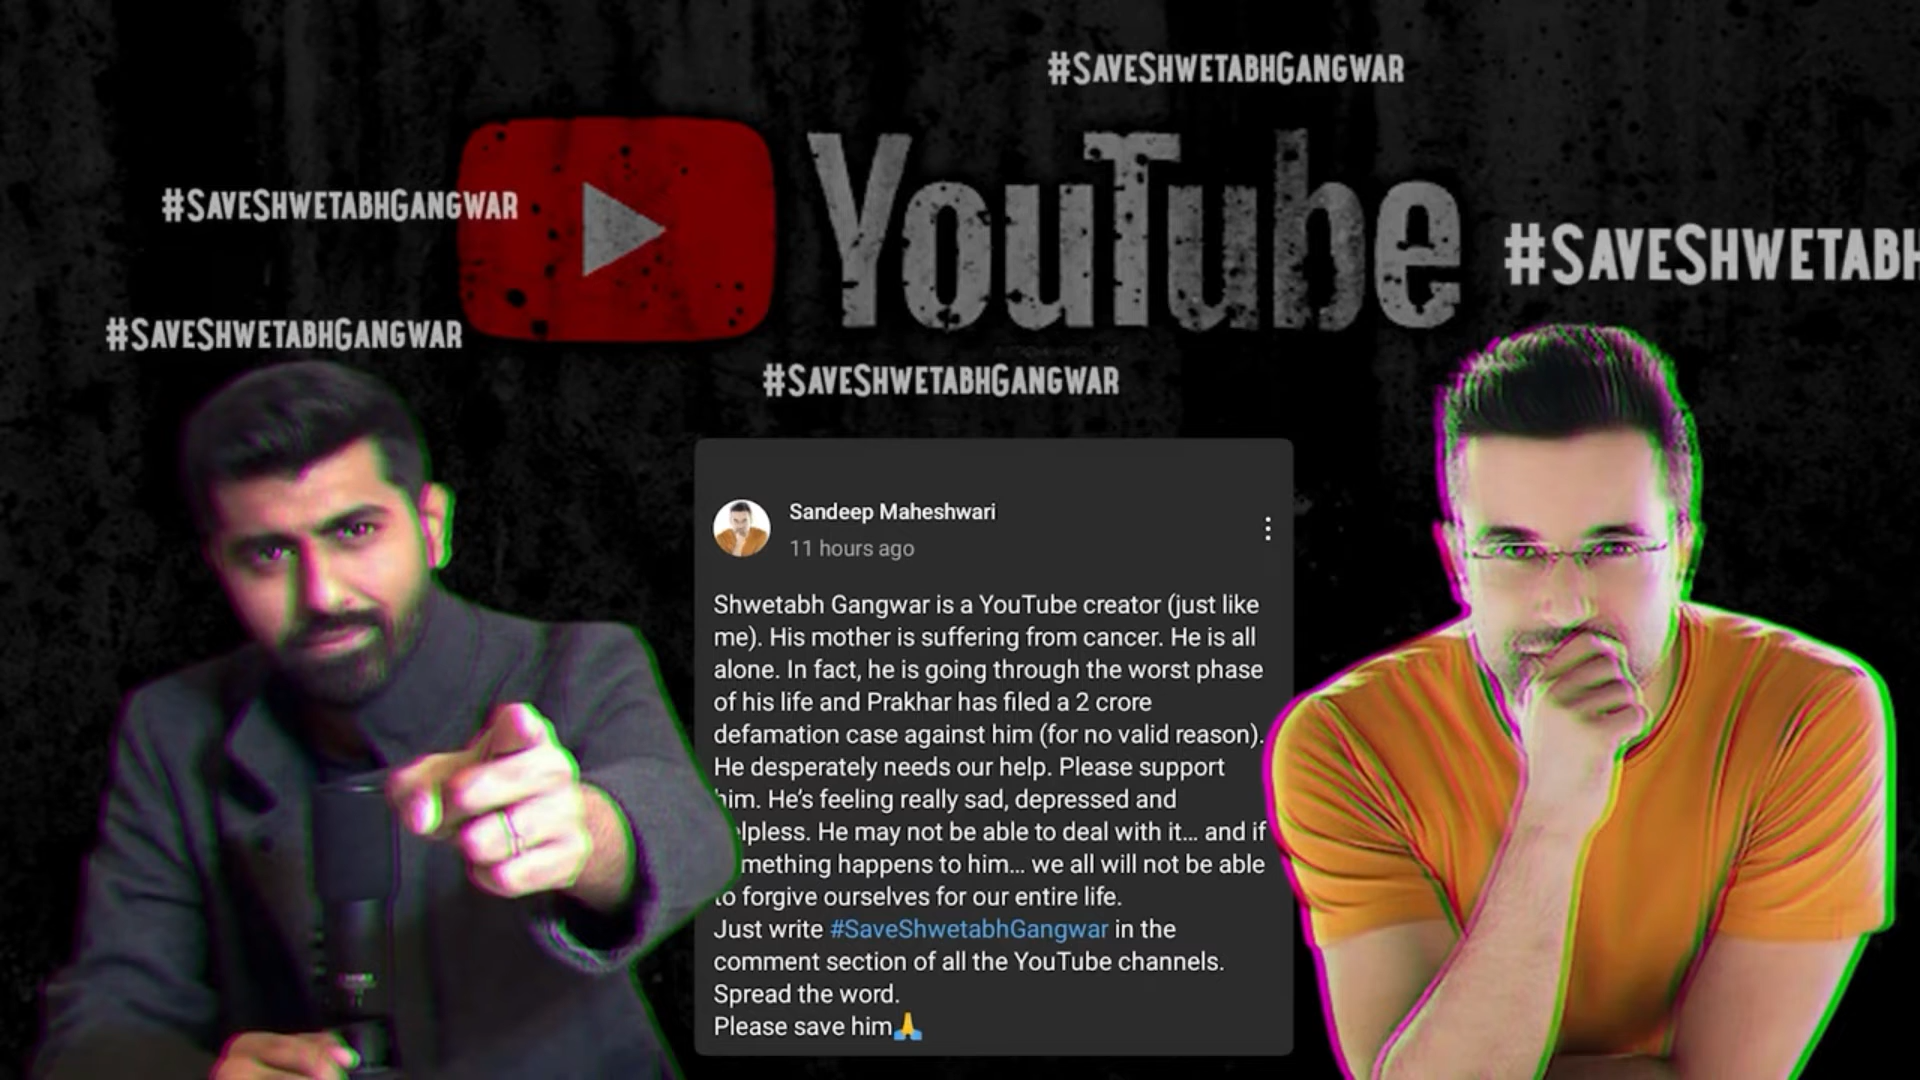 #SaveShwetabhGangwar
YouTube
#SaveShwetabhGangwar
#SaveShwetabh
#SaveShwetabhGangwar
#SaveShwetabhGangwar
Sandeep Maheshwari
11 hours ago
Shwetabh Gangwar is a YouTube creator (just like
me). His mother is suffering from cancer. He is all
alone. In fact, he is going through the worst phase
of his life and Prakhar has filed a 2 crore
defamation case against him (for no valid reason).
He desperately needs our help. Please support
him. He’s feeling really sad, depressed and
lpless. He may not be able to deal with it... and if
mething happens to him... we all will not be able
to forgive ourselves for our entire life.
Just write #SaveShwetabhGangwar in the
comment section of all the YouTube channels.
Spread the word.
Please save him🙏